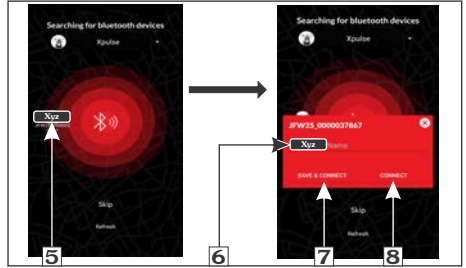 Searching for bluetooth devices
Xpulse
Xyz
Skip
Refresh
5
Searching for bluetooth devices
Xpulse
JFW25_0000037867
Xyz Name
SAVE & CONNECT CONNECT
Skip
Refresh
6
7
8